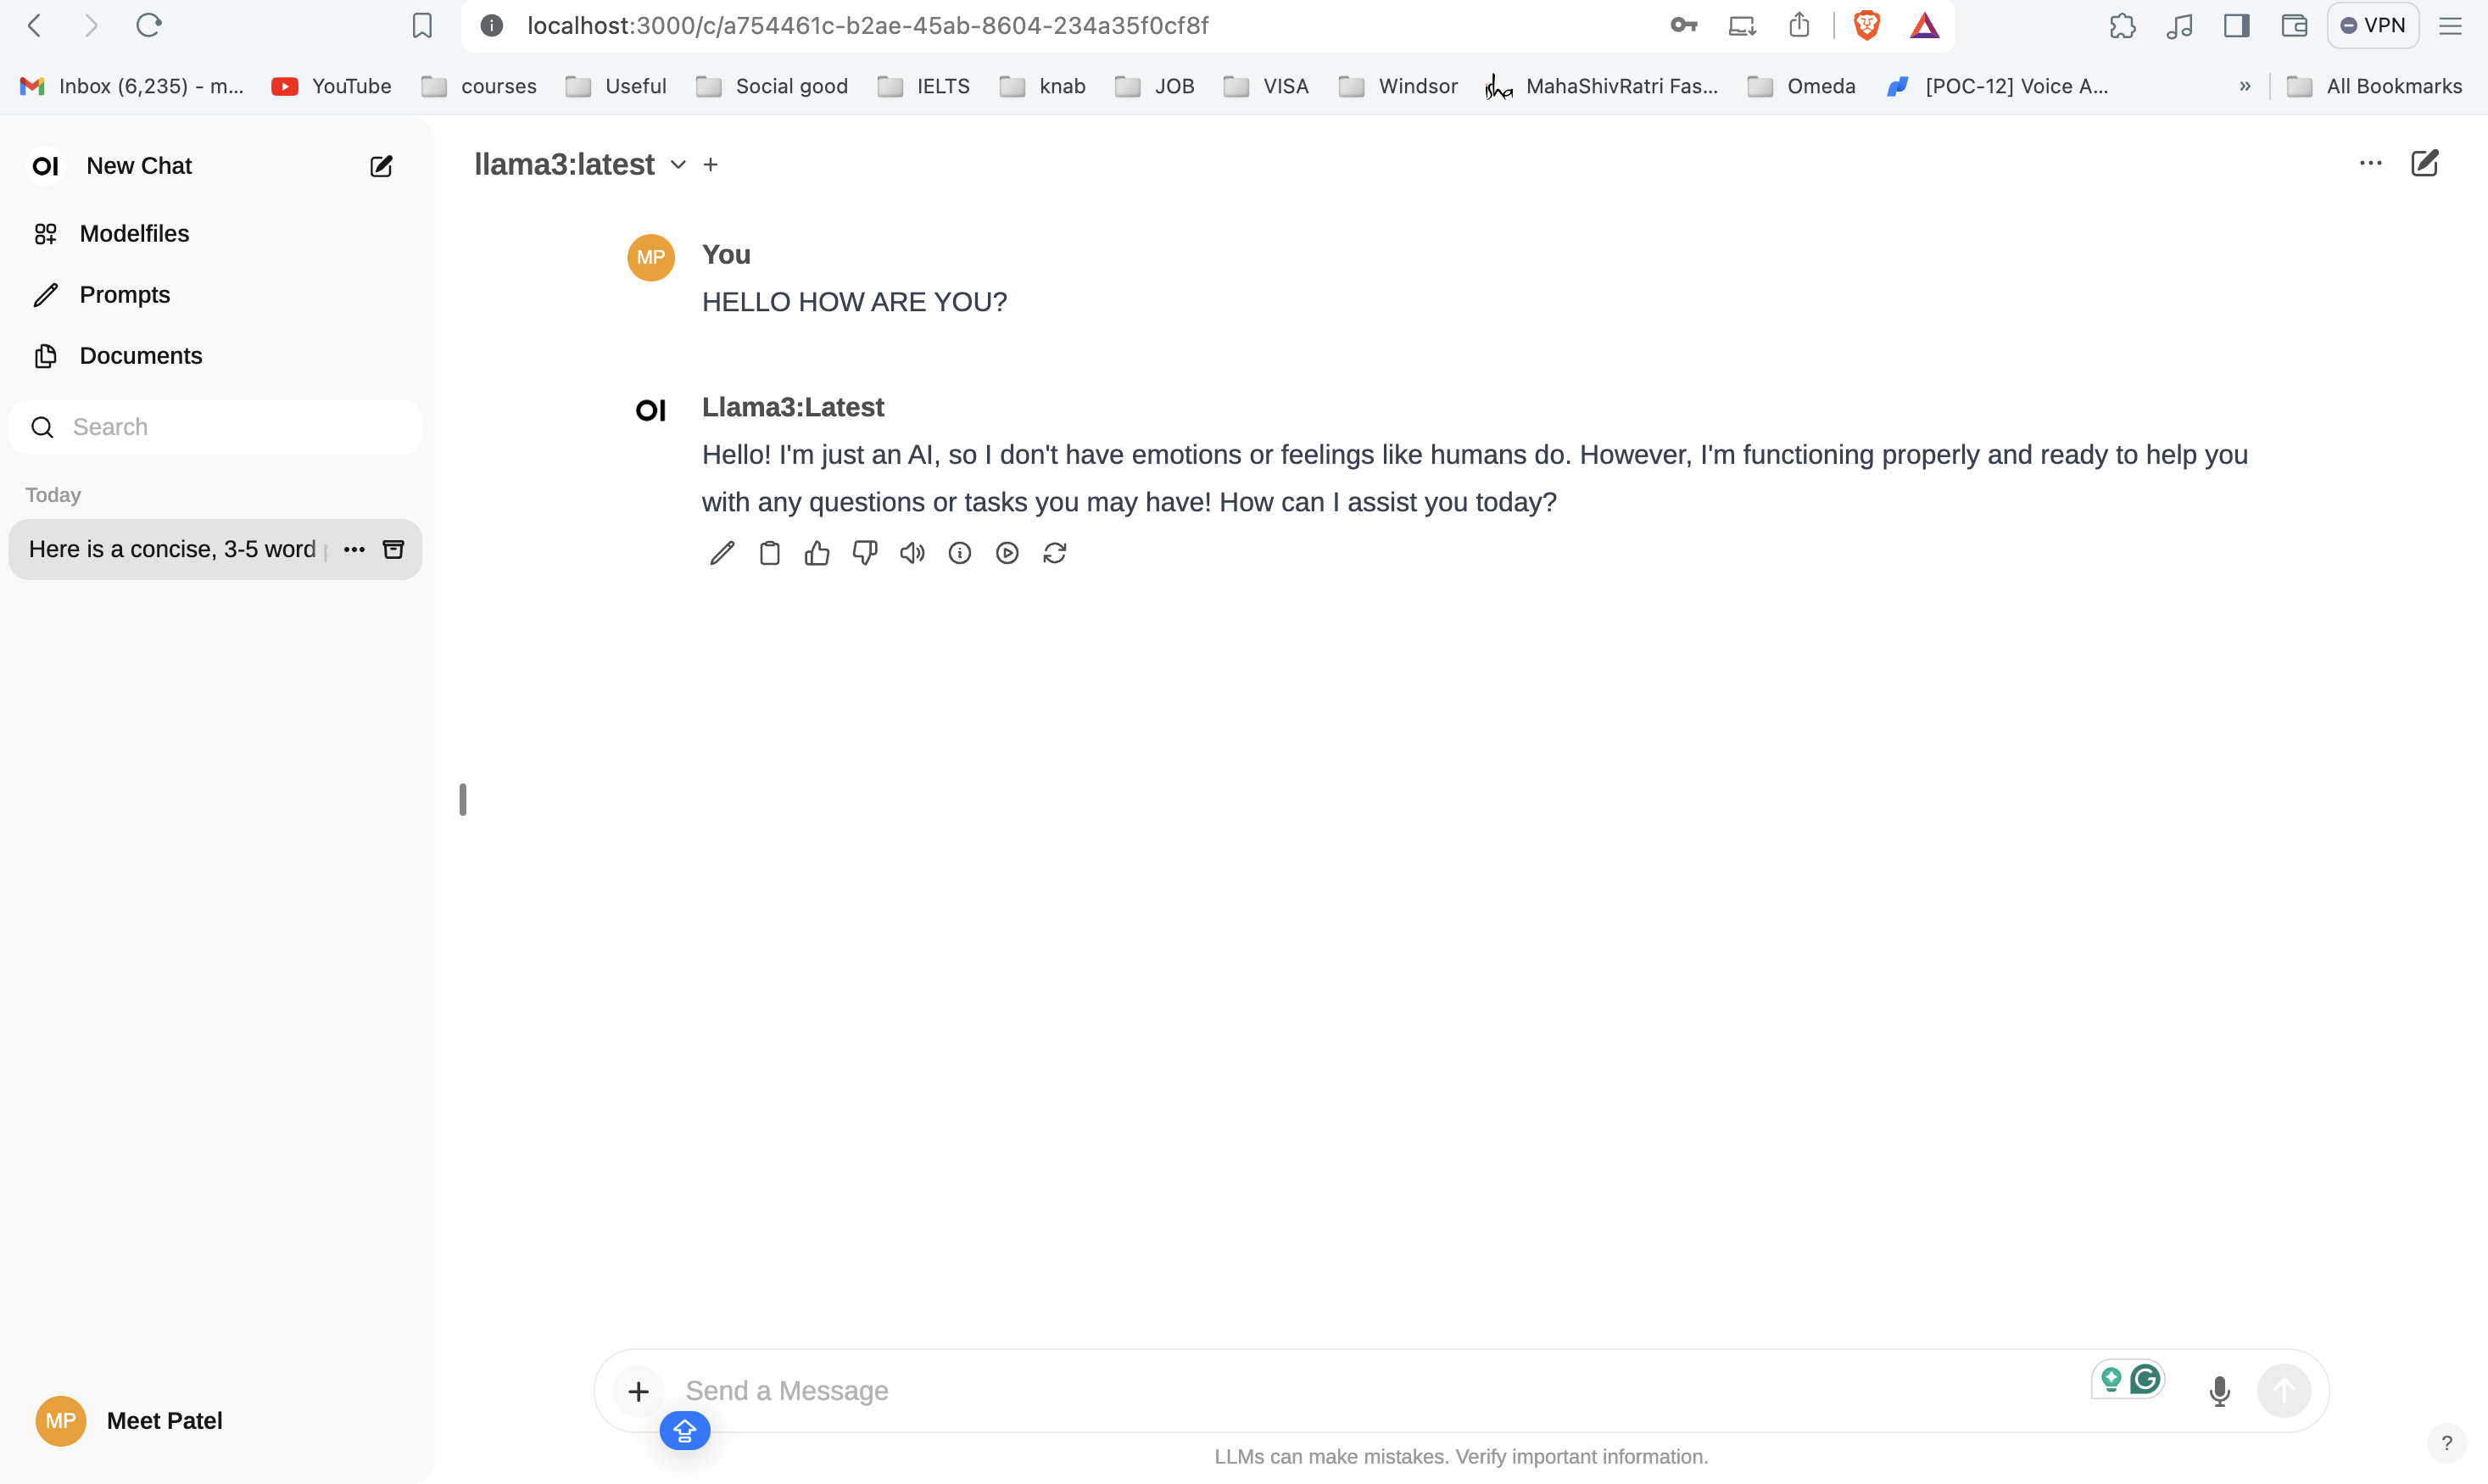 localhost:3000/c/a754461c-b2ae-45ab-8604-234a35f0cf8f
VPN
Inbox (6,235) - m...
YouTube
courses
Useful
Social good
IELTS
knab
JOB
VISA
Windsor
MahaShivRatri Fas...
Omeda
[POC-12] Voice A...
»
All Bookmarks
OI
New Chat
Modelfiles
Prompts
Documents
Search
Today
Here is a concise, 3-5 word
MP
Meet Patel
llama3:latest
MP
You
HELLO HOW ARE YOU?
OI
Llama3:Latest
Hello! I'm just an AI, so I don't have emotions or feelings like humans do. However, I'm functioning properly and ready to help you
with any questions or tasks you may have! How can I assist you today?
Send a Message
LLMs can make mistakes. Verify important information.
?